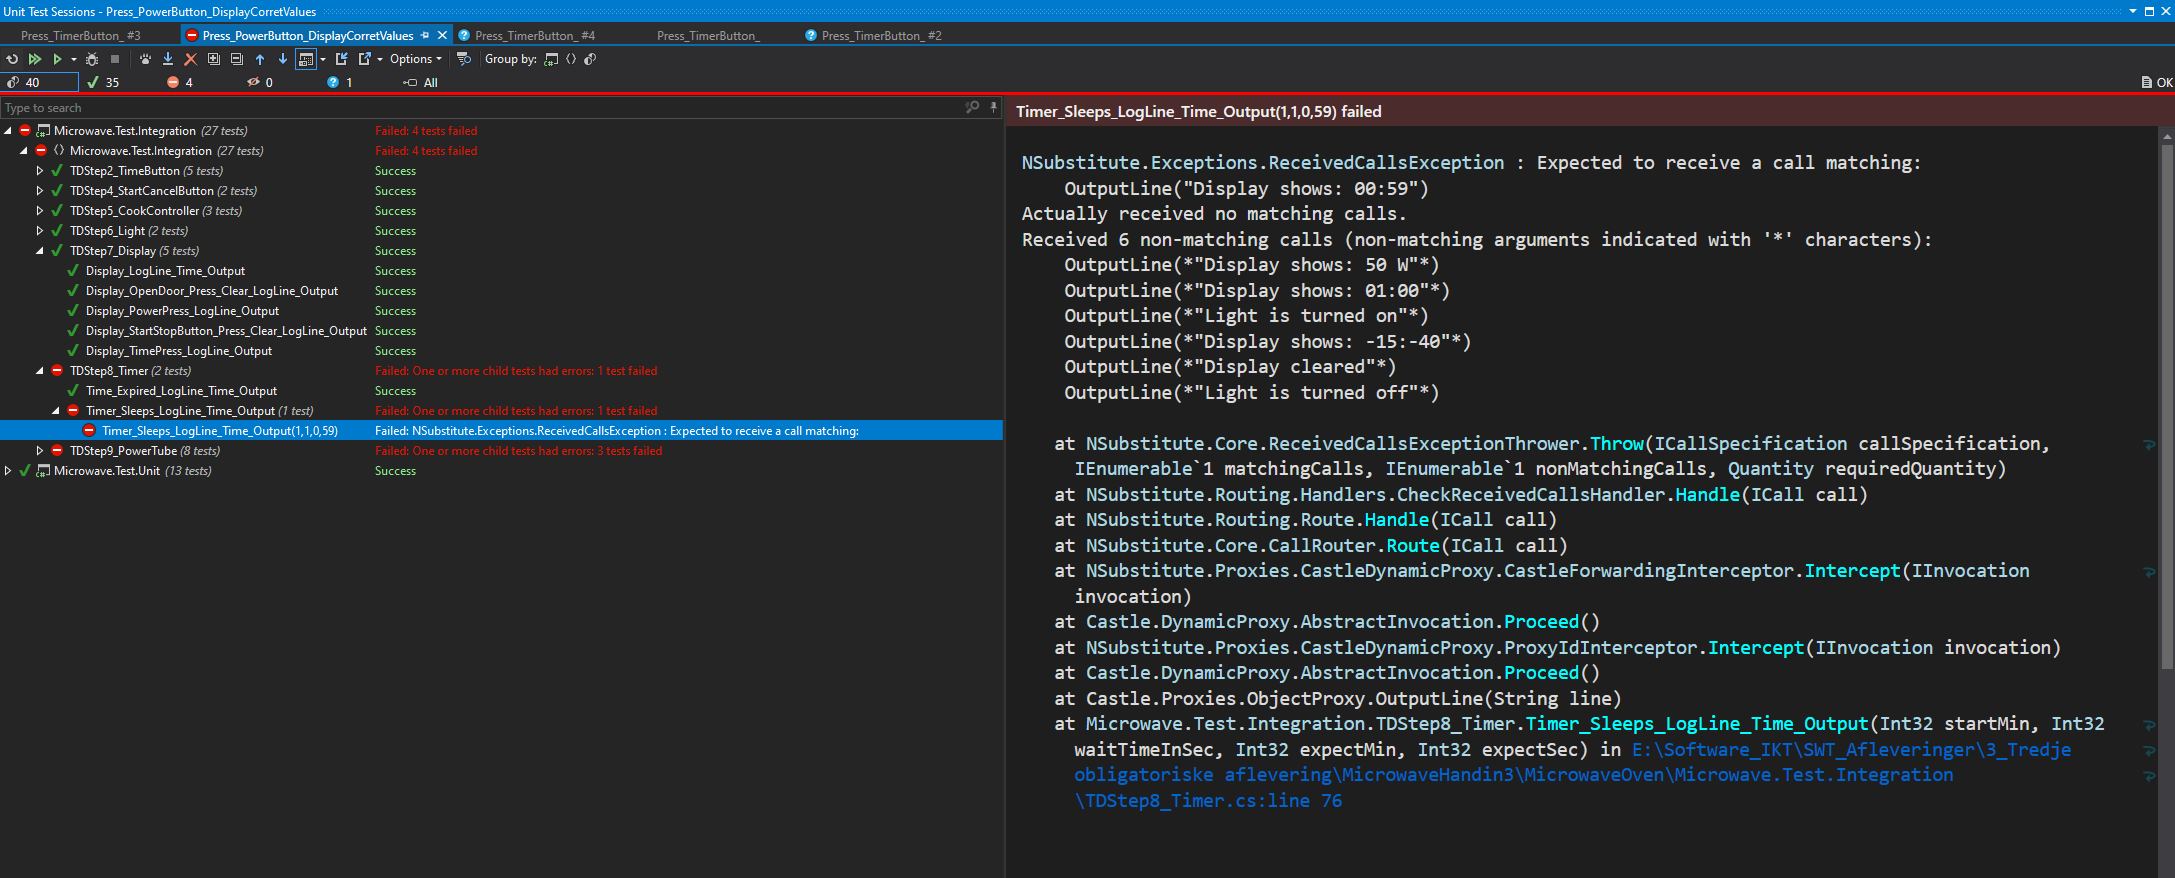 Unit Test Sessions - Press_PowerButton_DisplayCorretValues
Press_TimerButton_ #3
Press_PowerButton_DisplayCorretValues
Press_TimerButton_ #4
Press_TimerButton_
Press_TimerButton_ #2
Options
Group by:
40
35
4
0
1
All
OK
Type to search
Microwave.Test.Integration (27 tests) Failed: 4 tests failed
Microwave.Test.Integration (27 tests) Failed: 4 tests failed
TDStep2_TimeButton (5 tests) Success
TDStep4_StartCancelButton (2 tests) Success
TDStep5_CookController (3 tests) Success
TDStep6_Light (2 tests) Success
TDStep7_Display (5 tests) Success
Display_LogLine_Time_Output Success
Display_OpenDoor_Press_Clear_LogLine_Output Success
Display_PowerPress_LogLine_Output Success
Display_StartStopButton_Press_Clear_LogLine_Output Success
Display_TimePress_LogLine_Output Success
TDStep8_Timer (2 tests) Failed: One or more child tests had errors: 1 test failed
Time_Expired_LogLine_Time_Output Success
Timer_Sleeps_LogLine_Time_Output (1 test) Failed: One or more child tests had errors: 1 test failed
Timer_Sleeps_LogLine_Time_Output(1,1,0,59) Failed: NSubstitute.Exceptions.ReceivedCallsException : Expected to receive a call matching:
TDStep9_PowerTube (8 tests) Failed: One or more child tests had errors: 3 tests failed
Microwave.Test.Unit (13 tests) Success
Timer_Sleeps_LogLine_Time_Output(1,1,0,59) failed
NSubstitute.Exceptions.ReceivedCallsException : Expected to receive a call matching:
OutputLine("Display shows: 00:59")
Actually received no matching calls.
Received 6 non-matching calls (non-matching arguments indicated with '*' characters):
OutputLine(*"Display shows: 50 W"*)
OutputLine(*"Display shows: 01:00"*)
OutputLine(*"Light is turned on"*)
OutputLine(*"Display shows: -15:-40"*)
OutputLine(*"Display cleared"*)
OutputLine(*"Light is turned off"*)
at NSubstitute.Core.ReceivedCallsExceptionThrower.Throw(ICallSpecification callSpecification,
IEnumerable`1 matchingCalls, IEnumerable`1 nonMatchingCalls, Quantity requiredQuantity)
at NSubstitute.Routing.Handlers.CheckReceivedCallsHandler.Handle(ICall call)
at NSubstitute.Routing.Route.Handle(ICall call)
at NSubstitute.Core.CallRouter.Route(ICall call)
at NSubstitute.Proxies.CastleDynamicProxy.CastleForwardingInterceptor.Intercept(IInvocation
invocation)
at Castle.DynamicProxy.AbstractInvocation.Proceed()
at NSubstitute.Proxies.CastleDynamicProxy.ProxyIdInterceptor.Intercept(IInvocation invocation)
at Castle.DynamicProxy.AbstractInvocation.Proceed()
at Castle.Proxies.ObjectProxy.OutputLine(String line)
at Microwave.Test.Integration.TDStep8_Timer.Timer_Sleeps_LogLine_Time_Output(Int32 startMin, Int32
waitTimeInSec, Int32 expectMin, Int32 expectSec) in E:\Software_IKT\SWT_Afleveringer\3_Tredje
obligatoriske aflevering\MicrowaveHandin3\MicrowaveOven\Microwave.Test.Integration
\TDStep8_Timer.cs:line 76